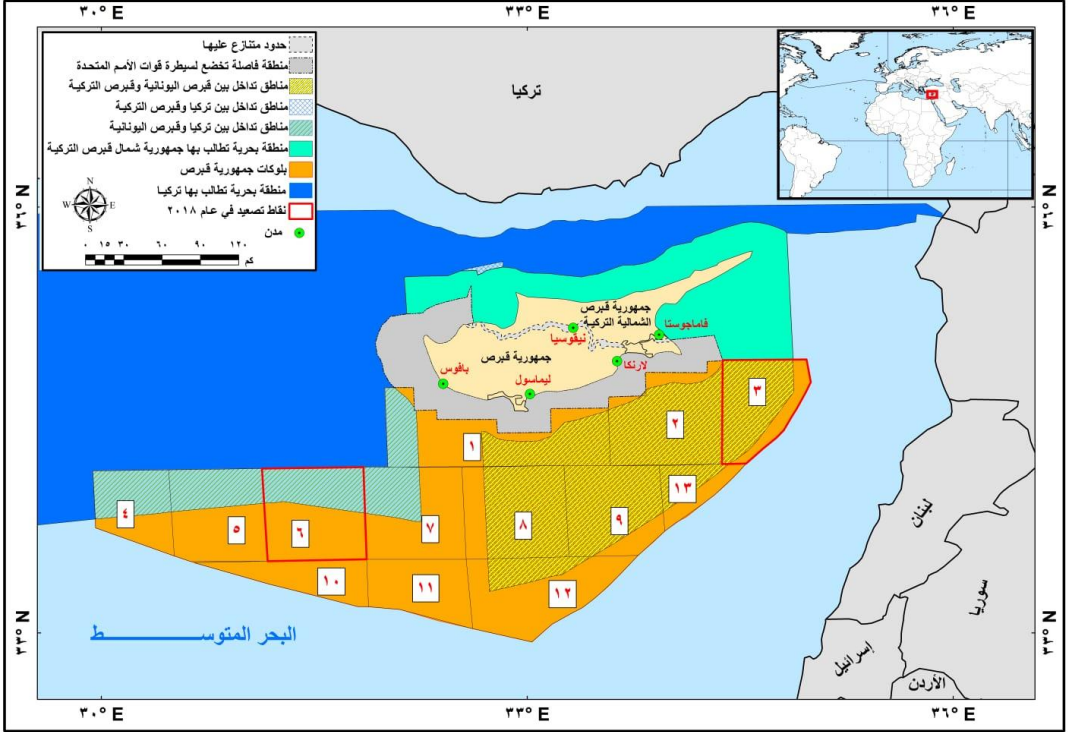 ٣٠° E
٣٣° E
٣٦° E
حدود متنازع عليها
منطقة فاصلة تخضع لسيطرة قوات الأمم المتحدة
مناطق تداخل بين قبرص اليونانية وقبرص التركية
مناطق تداخل بين تركيا وقبرص التركية
مناطق تداخل بين تركيا وقبرص اليونانية
منطقة بحرية تطالب بها جمهورية شمال قبرص التركية
بلوكات جمهورية قبرص
منطقة بحرية تطالب بها تركيا
نقاط تصعيد في عام ٢٠١٨
مدن
N
W
E
S
٠ ١٥ ٣٠ ٦٠ ٩٠ ١٢٠
كم
تركيا
٣٦° N
٣٦° N
جمهورية قبرص
الشمالية التركية
فاماجوستا
نيقوسيا
جمهورية قبرص
لارنكا
بافوس
ليماسول
٣
٢
١
١٣
٤
٥
٦
٧
٨
٩
١٠
١١
١٢
لبنان
سوريا
إسرائيل
الأردن
البحر المتوســـــــــط
٣٣° N
٣٣° N
٣٠° E
٣٣° E
٣٦° E